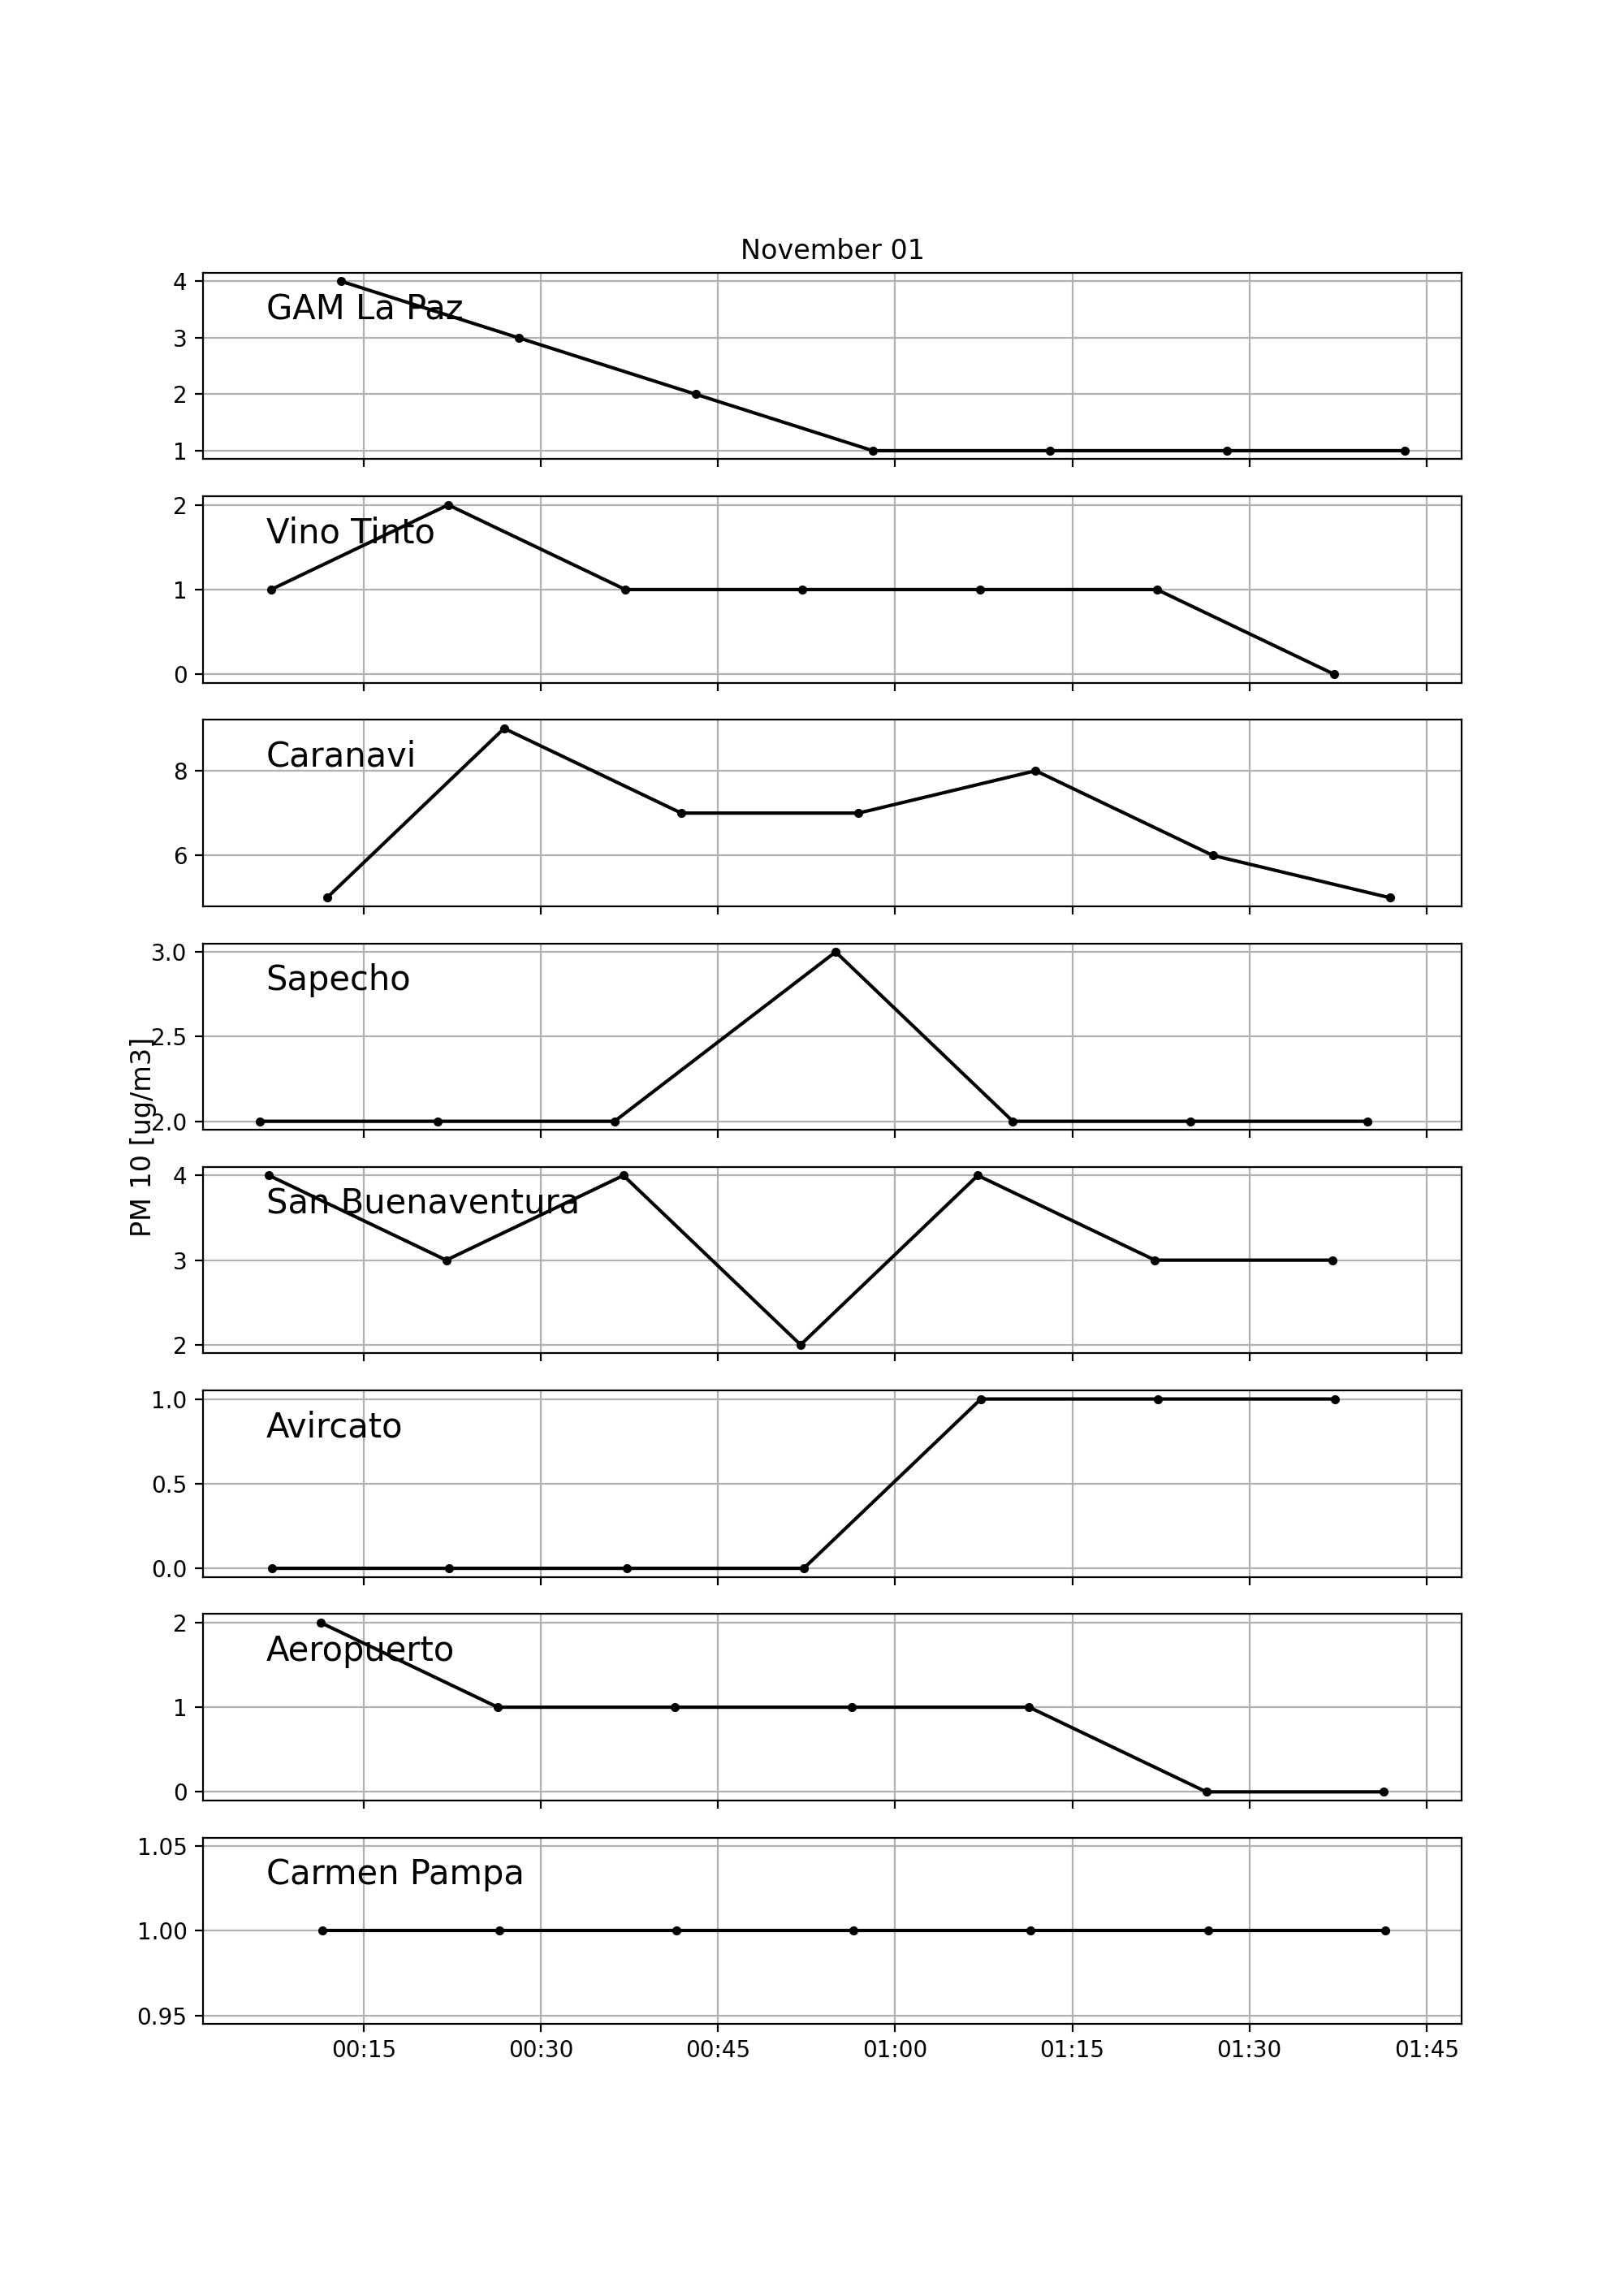 November 01
PM 10 [ug/m3]
4
3
2
1
GAM La Paz
2
1
0
Vino Tinto
8
6
Caranavi
3.0
2.5
2.0
Sapecho
4
3
2
San Buenaventura
1.0
0.5
0.0
Avircato
2
1
0
Aeropuerto
1.05
1.00
0.95
Carmen Pampa
00:15 00:30 00:45 01:00 01:15 01:30 01:45